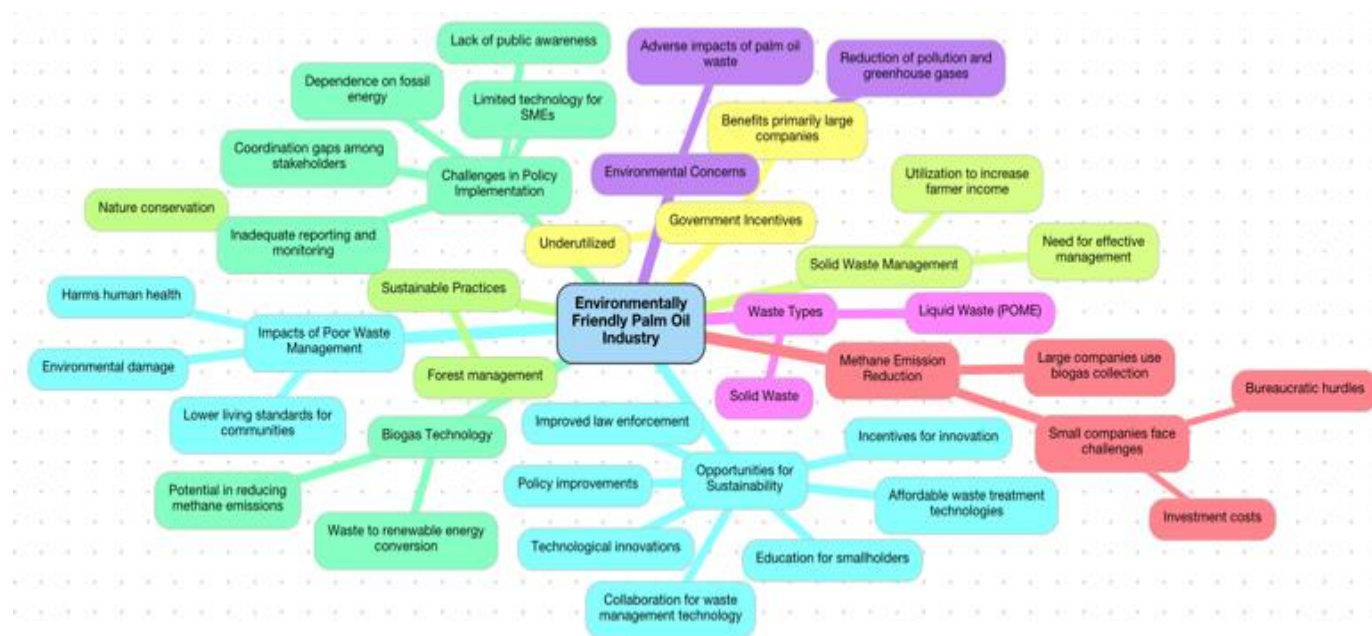 Lack of public awareness
Adverse impacts of palm oil
waste
Reduction of pollution and
greenhouse gases
Dependence on fossil
energy
Limited technology for
SMEs
Benefits primarily large
companies
Coordination gaps among
stakeholders
Challenges in Policy
Implementation
Environmental Concerns
Utilization to increase
farmer income
Nature conservation
Inadequate reporting and
monitoring
Underutilized
Government Incentives
Solid Waste Management
Need for effective
management
Harms human health
Sustainable Practices
Environmentally
Friendly Palm Oil
Industry
Waste Types
Liquid Waste (POME)
Impacts of Poor Waste
Management
Environmental damage
Forest management
Methane Emission
Reduction
Large companies use
biogas collection
Bureaucratic hurdles
Solid Waste
Lower living standards for
communities
Improved law enforcement
Incentives for innovation
Small companies face
challenges
Biogas Technology
Opportunities for
Sustainability
Potential in reducing
methane emissions
Policy improvements
Affordable waste treatment
technologies
Investment costs
Waste to renewable energy
conversion
Technological innovations
Education for smallholders
Collaboration for waste
management technology